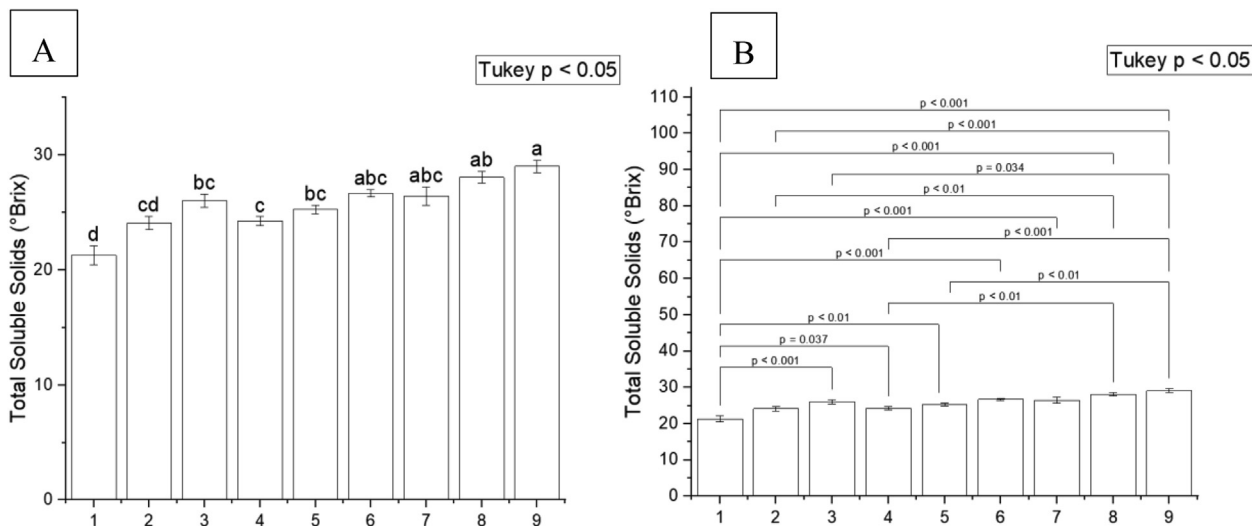 A
Tukey p < 0.05
Total Soluble Solids (°Brix)
30
20
10
0
d
cd
bc
c
bc
abc
abc
ab
a
1 2 3 4 5 6 7 8 9
B
Tukey p < 0.05
Total Soluble Solids (°Brix)
110
100
90
80
70
60
50
40
30
20
10
0
p < 0.001
p < 0.001
p < 0.001
p = 0.034
p < 0.01
p < 0.001
p < 0.001
p < 0.001
p < 0.01
p < 0.01
p < 0.01
p = 0.037
p < 0.001
1 2 3 4 5 6 7 8 9